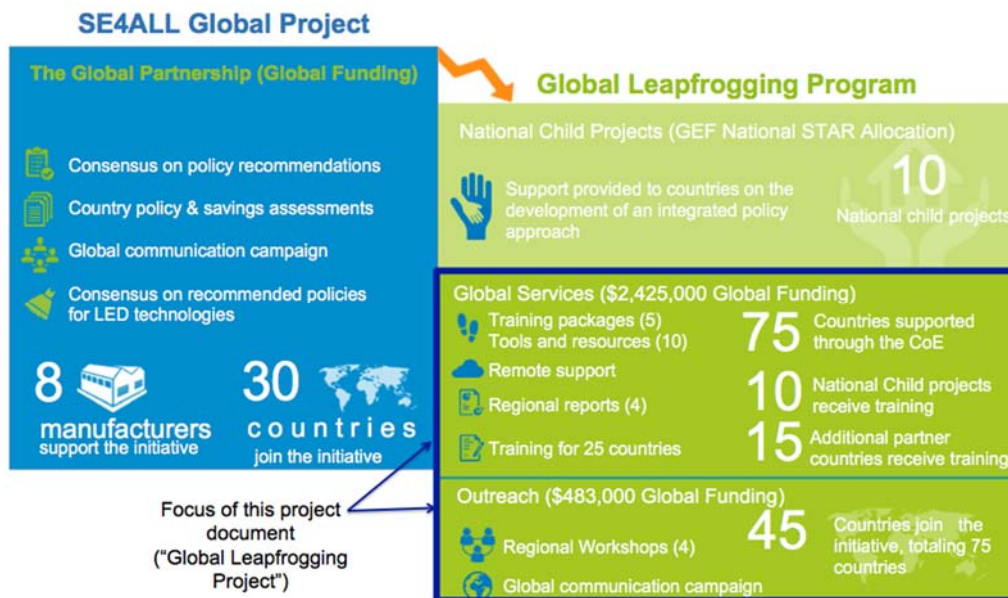 SE4ALL Global Project
The Global Partnership (Global Funding)
Consensus on policy recommendations
Country policy & savings assessments
Global communication campaign
Consensus on recommended policies
for LED technologies
8
manufacturers
support the initiative
30
countries
join the initiative
Focus of this project
document
("Global Leapfrogging
Project")
Global Leapfrogging Program
National Child Projects (GEF National STAR Allocation)
Support provided to countries on the
development of an integrated policy
approach
10
National child projects
Global Services ($2,425,000 Global Funding)
Training packages (5)
Tools and resources (10)
Remote support
Regional reports (4)
Training for 25 countries
75
Countries supported
through the CoE
10
National Child projects
receive training
15
Additional partner
countries receive training
Outreach ($483,000 Global Funding)
Regional Workshops (4)
Global communication campaign
45
Countries join the
initiative, totaling 75
countries